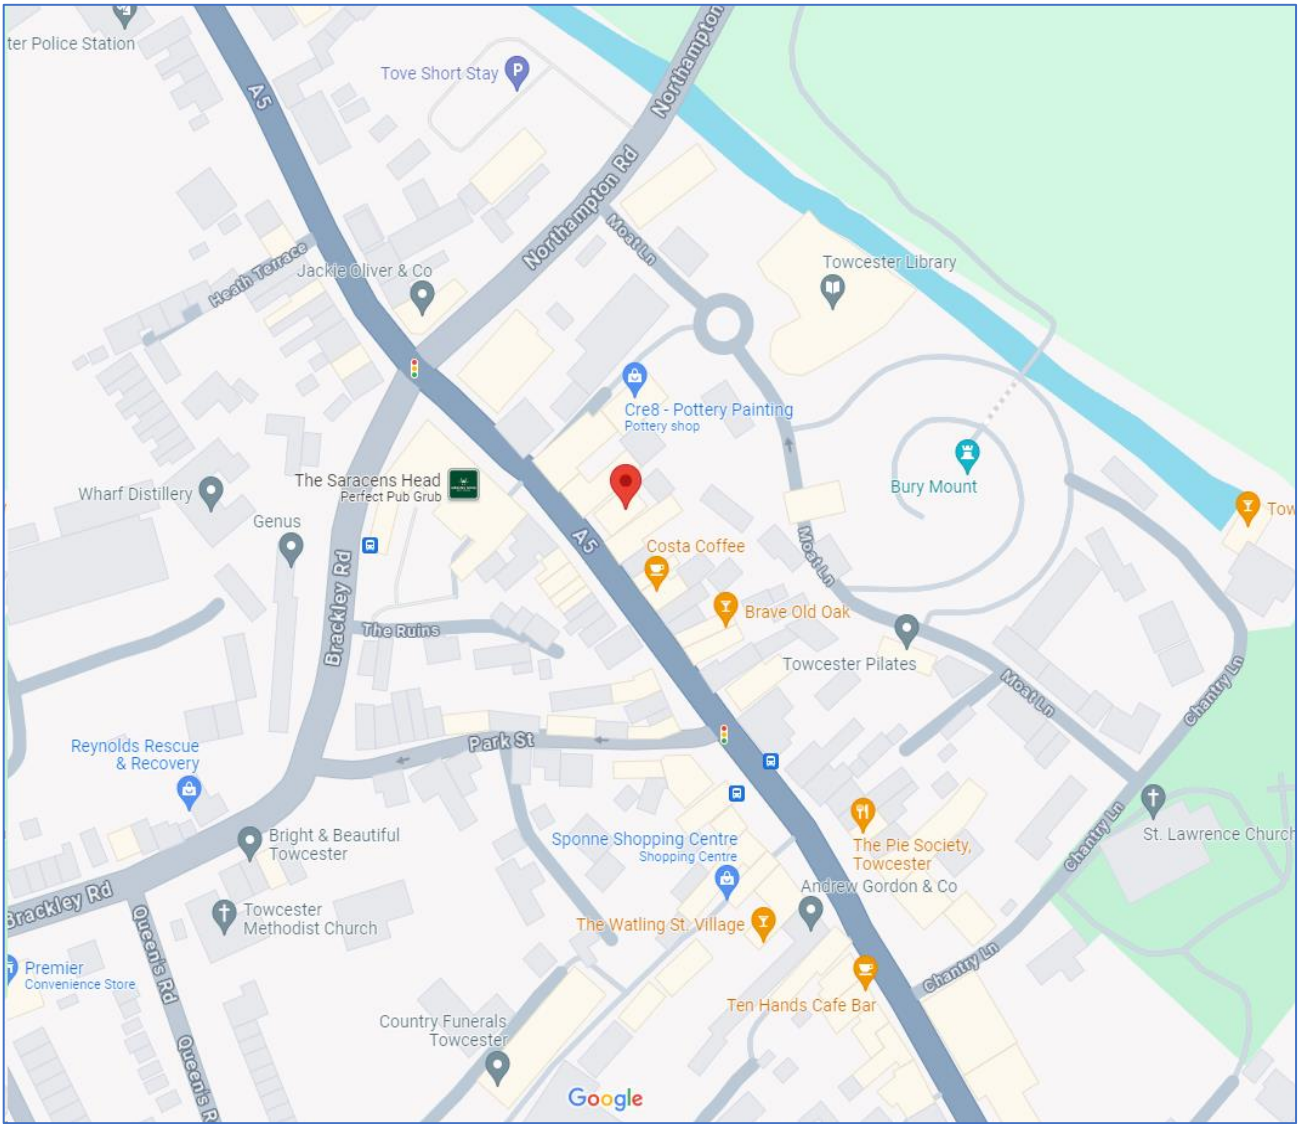 ter Police Station
A5
Tove Short Stay
P
Northampton
Northampton Rd
Moat Ln
Heath Terrace
Jackie Oliver & Co
Towcester Library
Cre8 - Pottery Painting
Pottery shop
The Saracens Head
Perfect Pub Grub
Wharf Distillery
Genus
Bury Mount
Tow
A5
Costa Coffee
Moat Ln
Brave Old Oak
Brackley Rd
The Ruins
Towcester Pilates
Moat Ln
Chantry Ln
Park St
Reynolds Rescue
& Recovery
Bright & Beautiful
Towcester
Sponne Shopping Centre
Shopping Centre
The Pie Society,
Towcester
Chantry Ln
St. Lawrence Church
Andrew Gordon & Co
Brackley Rd
Towcester
Methodist Church
The Watling St. Village
Queen's Rd
Premier
Convenience Store
Chantry Ln
Ten Hands Cafe Bar
Country Funerals
Towcester
Queen's R
Google